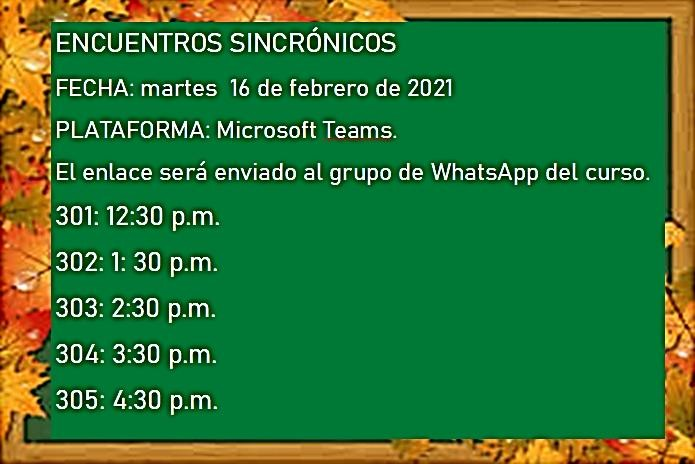 ENCUENTROS SINCRÓNICOS
FECHA: martes  16 de febrero de 2021
PLATAFORMA: Microsoft Teams.
El enlace será enviado al grupo de WhatsApp del curso.
301: 12:30 p.m.
302: 1: 30 p.m.
303: 2:30 p.m.
304: 3:30 p.m.
305: 4:30 p.m.